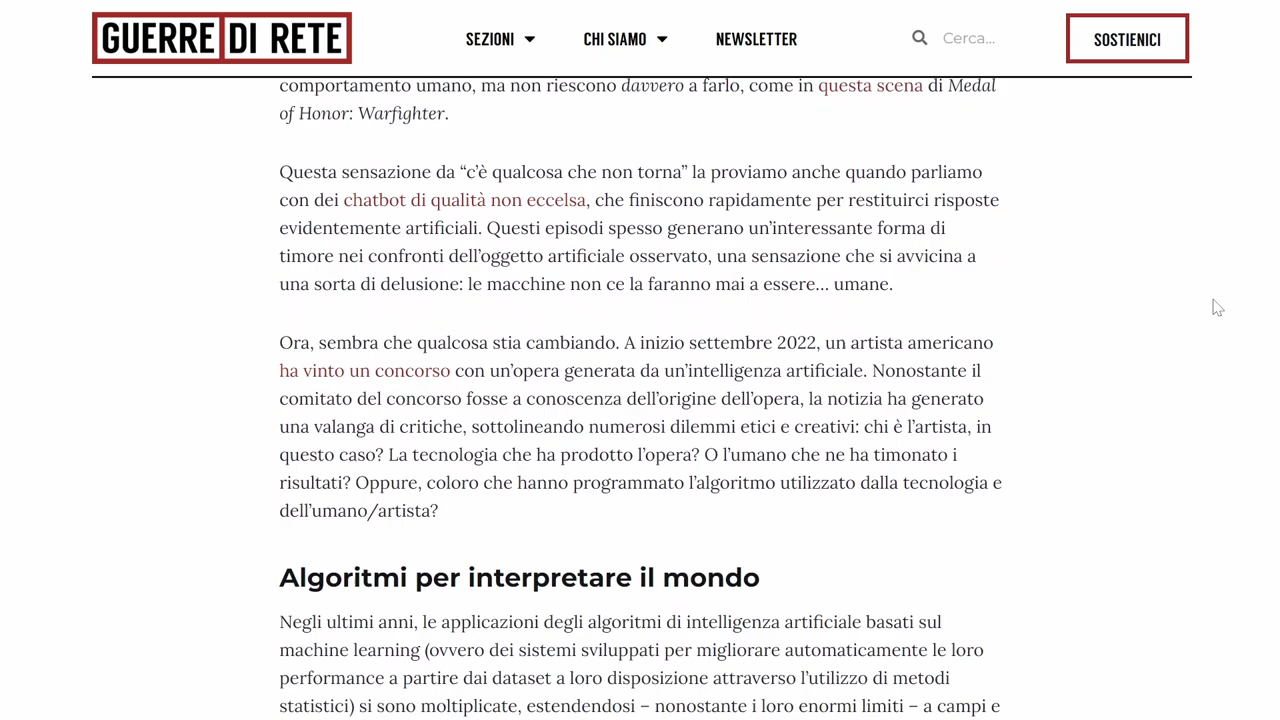 GUERRE DI RETE
SEZIONI
CHI SIAMO
NEWSLETTER
Cerca...
SOSTIENICI
comportamento umano, ma non riescono davvero a farlo, come in questa scena di Medal
of Honor: Warfighter.
Questa sensazione da “c’è qualcosa che non torna” la proviamo anche quando parliamo
con dei chatbot di qualità non eccelsa, che finiscono rapidamente per restituirci risposte
evidentemente artificiali. Questi episodi spesso generano un’interessante forma di
timore nei confronti dell’oggetto artificiale osservato, una sensazione che si avvicina a
una sorta di delusione: le macchine non ce la faranno mai a essere… umane.
Ora, sembra che qualcosa stia cambiando. A inizio settembre 2022, un artista americano
ha vinto un concorso con un’opera generata da un’intelligenza artificiale. Nonostante il
comitato del concorso fosse a conoscenza dell’origine dell’opera, la notizia ha generato
una valanga di critiche, sottolineando numerosi dilemmi etici e creativi: chi è l’artista, in
questo caso? La tecnologia che ha prodotto l’opera? O l’umano che ne ha timonato i
risultati? Oppure, coloro che hanno programmato l’algoritmo utilizzato dalla tecnologia e
dell’umano/artista?
Algoritmi per interpretare il mondo
Negli ultimi anni, le applicazioni degli algoritmi di intelligenza artificiale basati sul
machine learning (ovvero dei sistemi sviluppati per migliorare automaticamente le loro
performance a partire dai dataset a loro disposizione attraverso l’utilizzo di metodi
statistici) si sono moltiplicate, estendendosi – nonostante i loro enormi limiti – a campi e